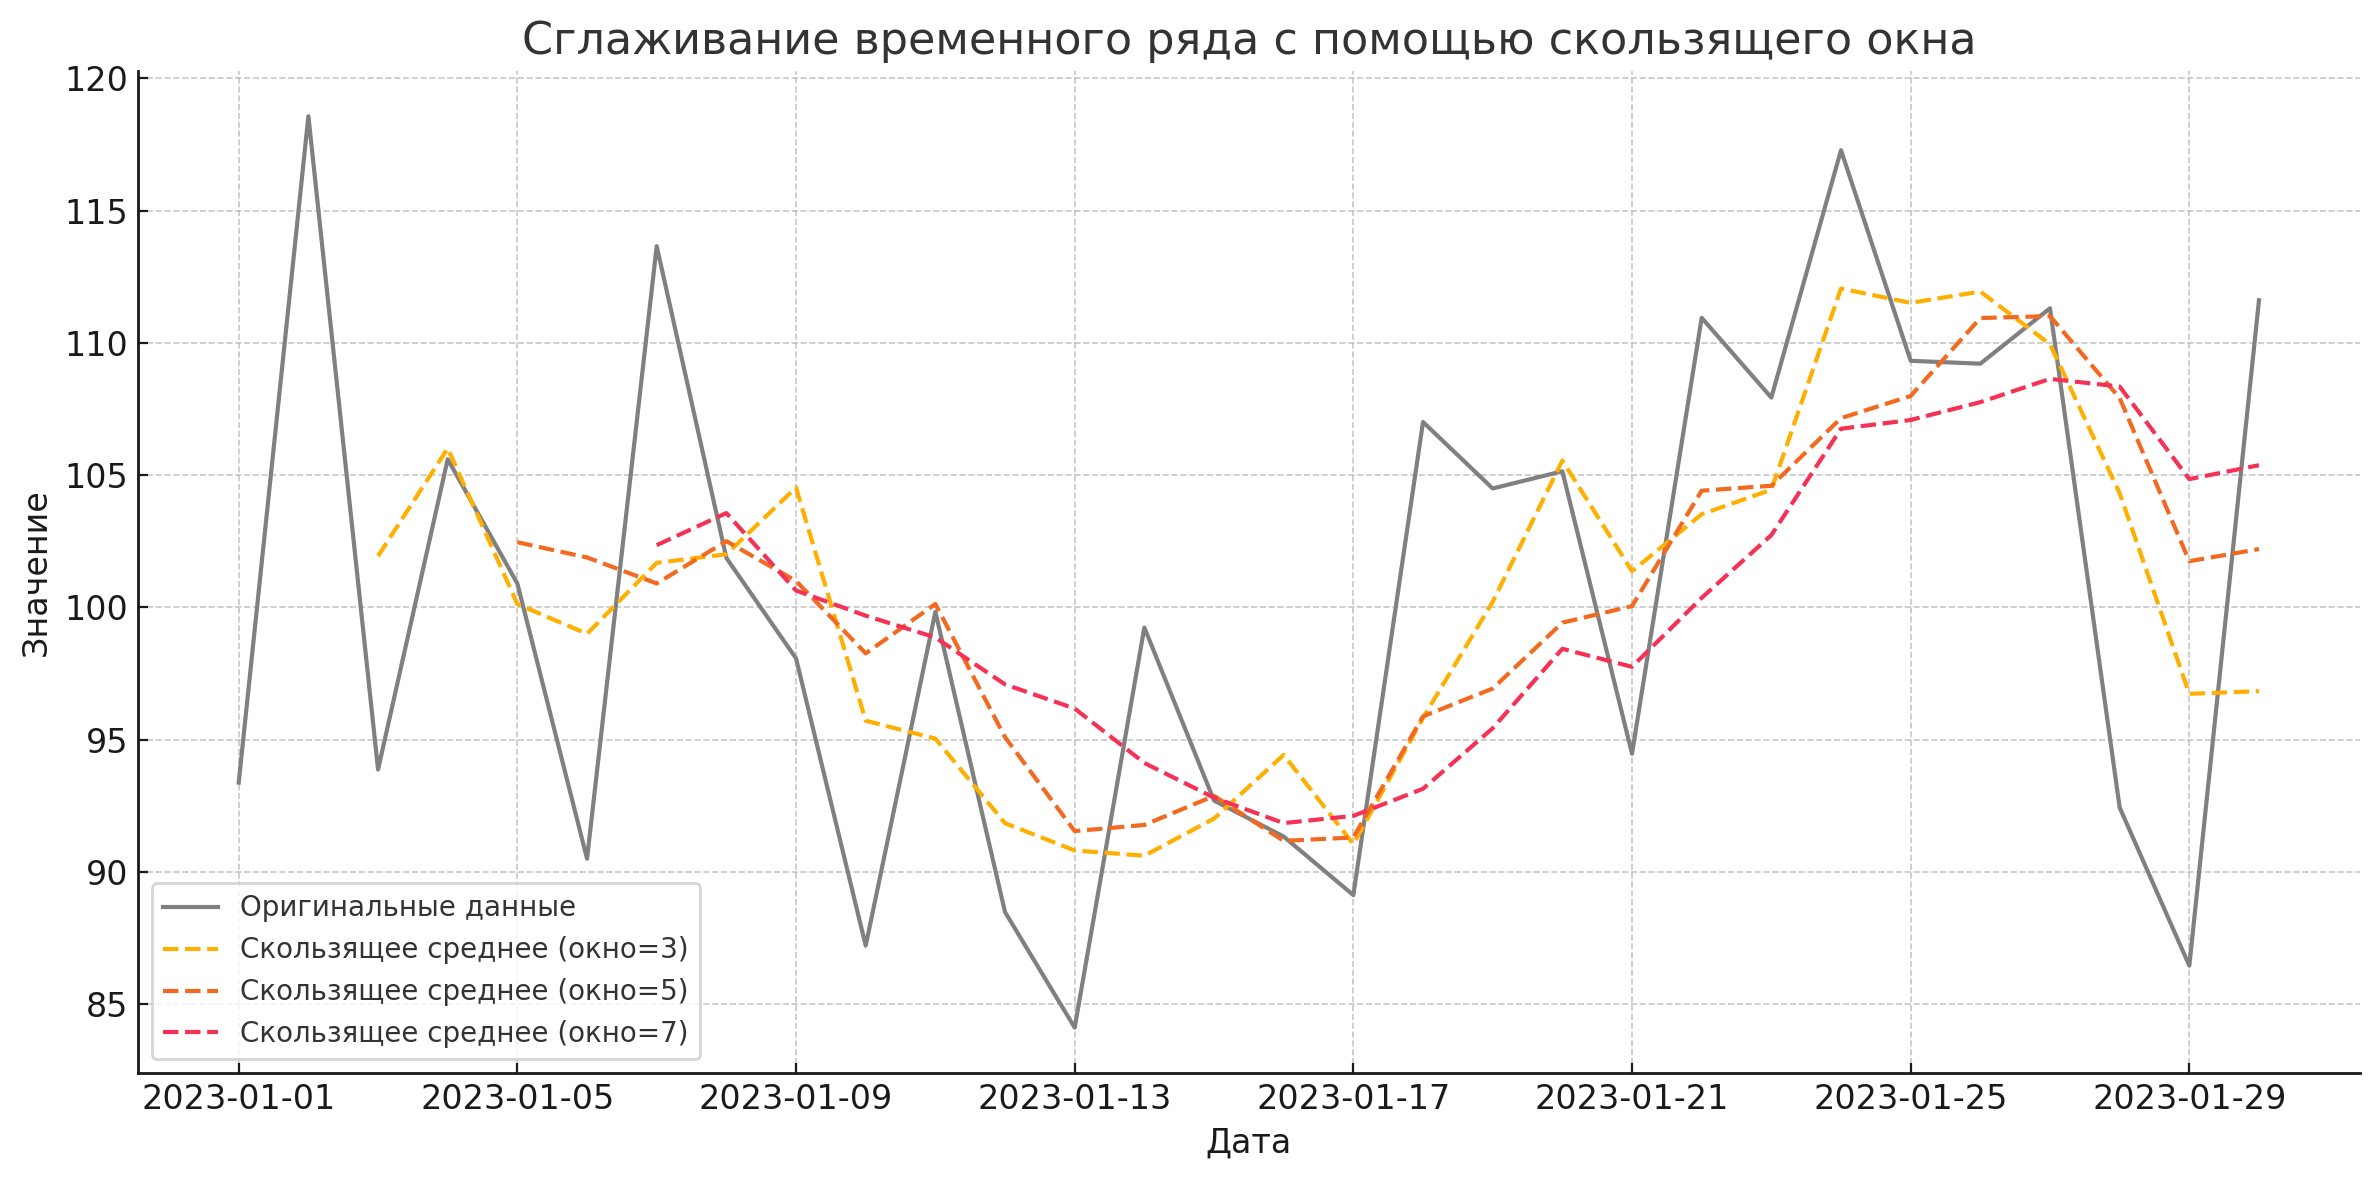 Сглаживание временного ряда с помощью скользящего окна
120
115
110
105
100
95
90
85
Значение
Оригинальные данные
Скользящее среднее (окно=3)
Скользящее среднее (окно=5)
Скользящее среднее (окно=7)
2023-01-01 2023-01-05 2023-01-09 2023-01-13 2023-01-17 2023-01-21 2023-01-25 2023-01-29
Дата